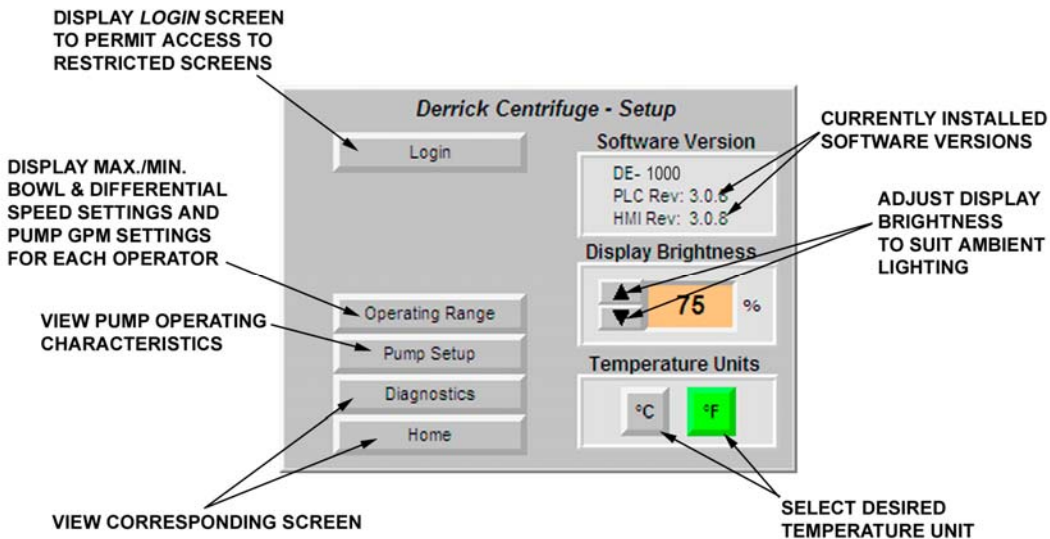 DISPLAY LOGIN SCREEN
TO PERMIT ACCESS TO
RESTRICTED SCREENS
Derrick Centrifuge - Setup
Login
Software Version
DE- 1000
PLC Rev:
HMI Rev: 3.0.8
CURRENTLY INSTALLED
SOFTWARE VERSIONS
DISPLAY MAX./MIN.
BOWL & DIFFERENTIAL
SPEED SETTINGS AND
PUMP GPM SETTINGS
FOR EACH OPERATOR
ADJUST DISPLAY
BRIGHTNESS
TO SUIT AMBIENT
LIGHTING
Display Brightness
75 %
Operating Range
VIEW PUMP OPERATING
CHARACTERISTICS
Pump Setup
Diagnostics
Home
Temperature Units
°C °F
VIEW CORRESPONDING SCREEN
SELECT DESIRED
TEMPERATURE UNIT